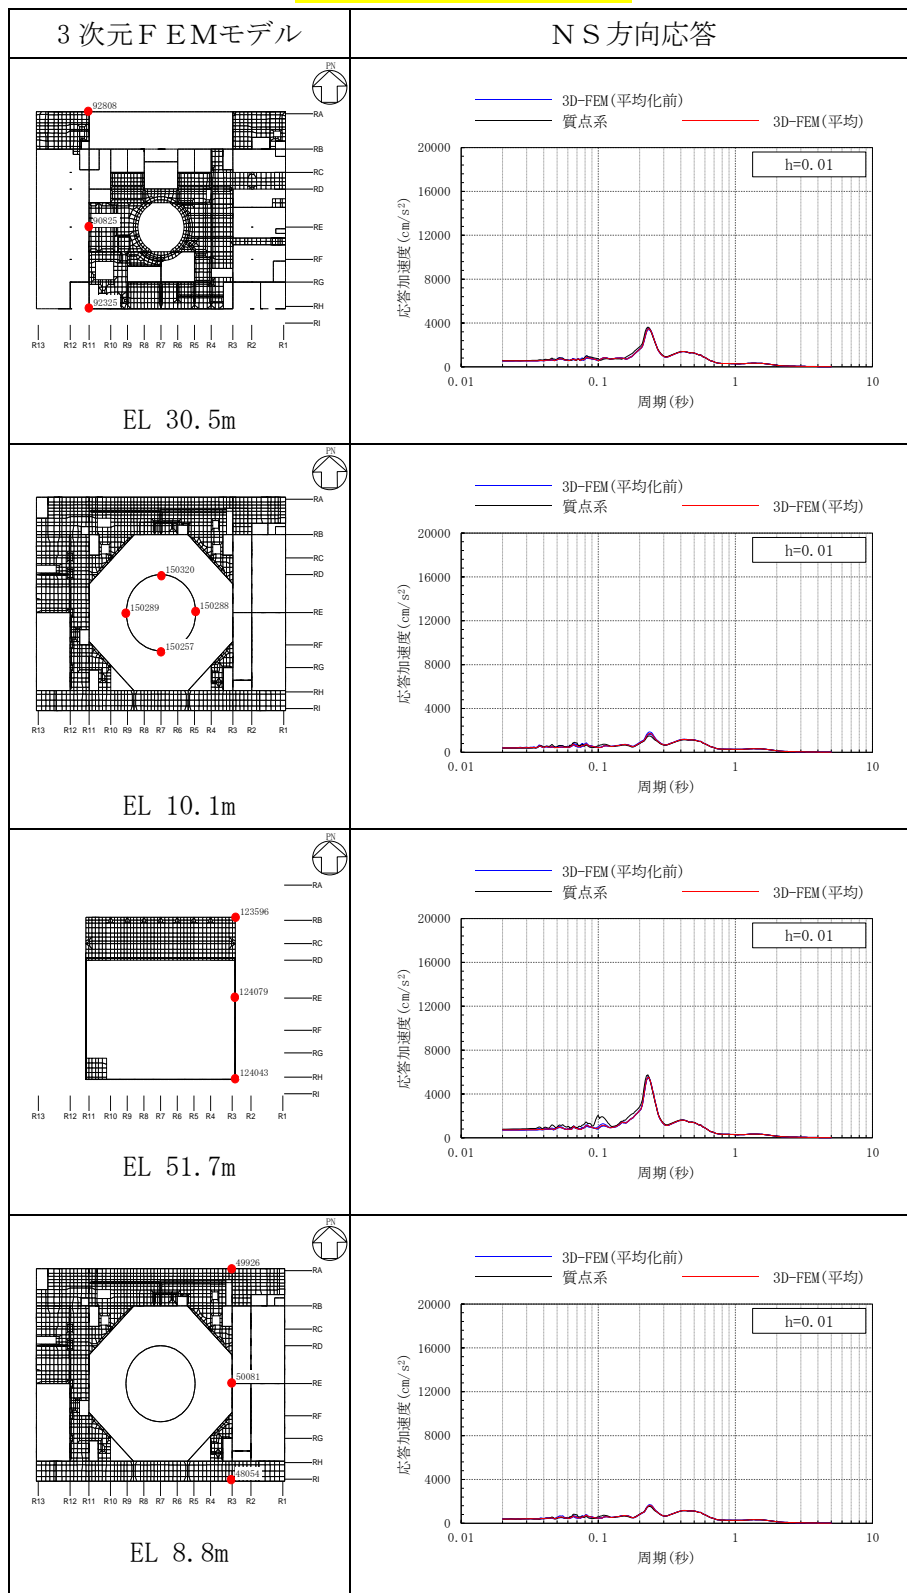 3次元FEMモデル
NS方向応答
PN
92808
90825
92325
RA
RB
RC
RD
RE
RF
RG
RH
RI
R13 R12 R11 R10 R9 R8 R7 R6 R5 R4 R3 R2 R1
EL 30.5m
3D-FEM(平均化前)
質点系 3D-FEM(平均)
h=0.01
応答加速度(cm/s²)
20000
16000
12000
8000
4000
0
0.01 0.1 1 10
周期(秒)
PN
150320
150289
150288
150257
RA
RB
RC
RD
RE
RF
RG
RH
RI
R13 R12 R11 R10 R9 R8 R7 R6 R5 R4 R3 R2 R1
EL 10.1m
3D-FEM(平均化前)
質点系 3D-FEM(平均)
h=0.01
応答加速度(cm/s²)
20000
16000
12000
8000
4000
0
0.01 0.1 1 10
周期(秒)
PN
123596
124079
124043
RA
RB
RC
RD
RE
RF
RG
RH
RI
R13 R12 R11 R10 R9 R8 R7 R6 R5 R4 R3 R2 R1
EL 51.7m
3D-FEM(平均化前)
質点系 3D-FEM(平均)
h=0.01
応答加速度(cm/s²)
20000
16000
12000
8000
4000
0
0.01 0.1 1 10
周期(秒)
PN
49926
50081
48054
RA
RB
RC
RD
RE
RF
RG
RH
RI
R13 R12 R11 R10 R9 R8 R7 R6 R5 R4 R3 R2 R1
EL 8.8m
3D-FEM(平均化前)
質点系 3D-FEM(平均)
h=0.01
応答加速度(cm/s²)
20000
16000
12000
8000
4000
0
0.01 0.1 1 10
周期(秒)